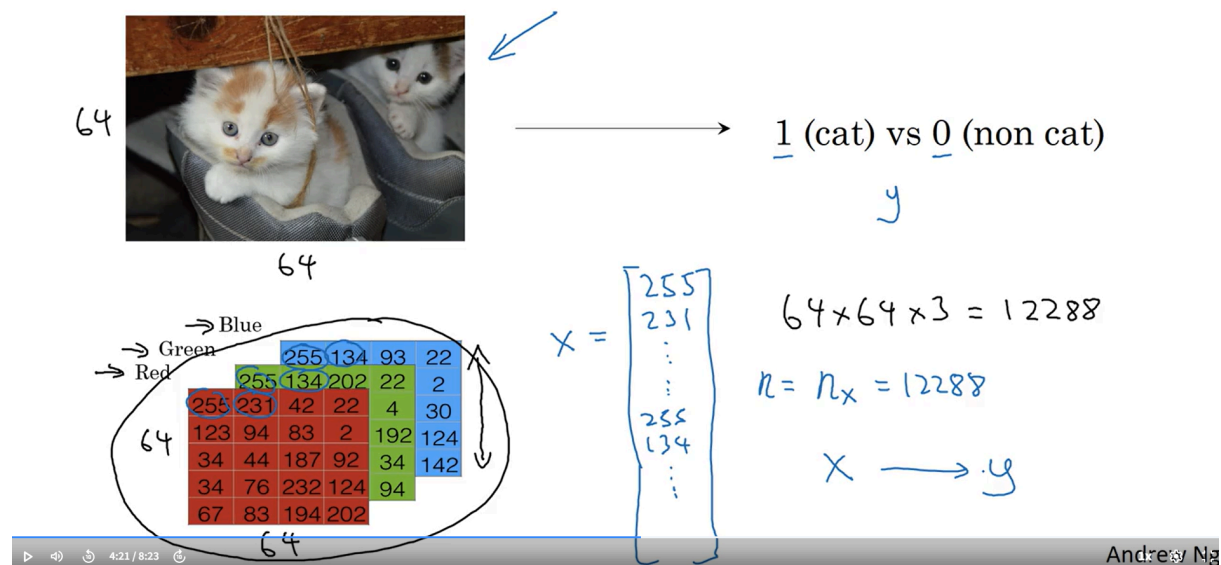 64
1 (cat) vs 0 (non cat)
y
64
Blue
Green
Red
255 134 93 22
2
30
124
142
255 134 202 22
4
192
34
94
255 231 42 22
123 94 83 2
34 44 187 92
34 76 232 124
67 83 194 202
64
64
x =
255
231
⋮
⋮
255
134
⋮
64 × 64 × 3 = 12288
n = nx = 12288
x → y
4:21 / 8:23
Andrew Ng